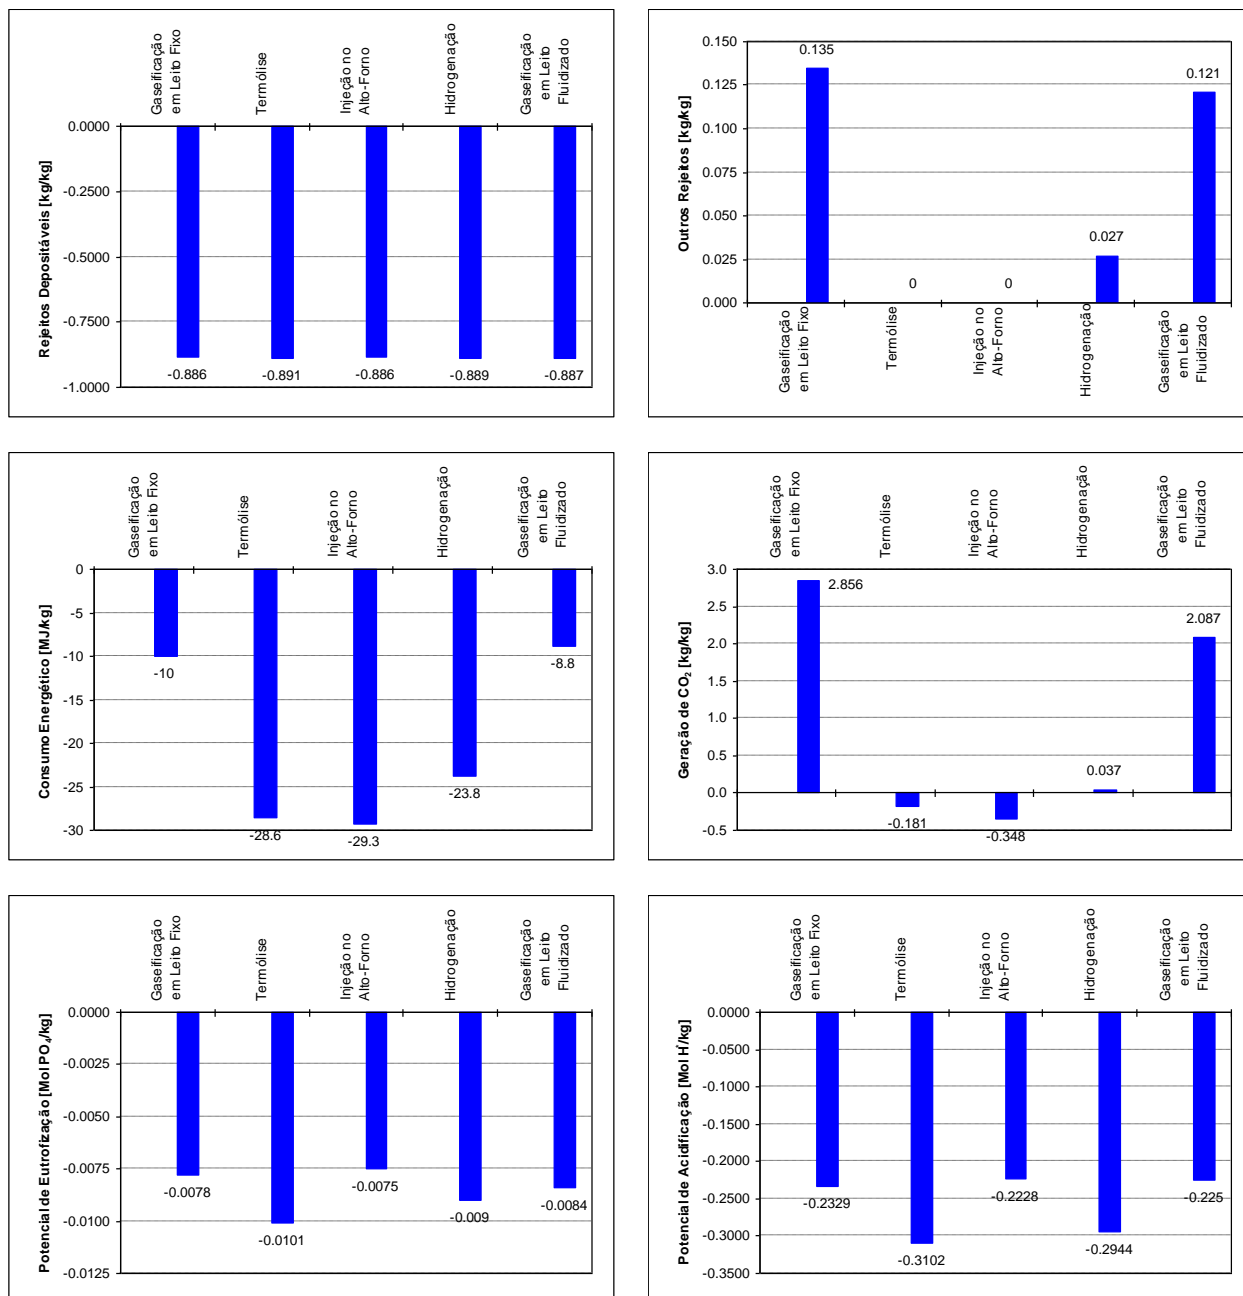 Gaseificação
em Leito Fixo
Termólise
Injeção no
Alto-Forno
Hidrogenação
Gaseificação
em Leito
Fluidizado
Rejeitos Depositáveis [kg/kg]
0.0000
-0.2500
-0.5000
-0.7500
-1.0000
-0.886
-0.891
-0.886
-0.889
-0.887
Outros Rejeitos [kg/kg]
0.150
0.125
0.100
0.075
0.050
0.025
0.000
0.135
0
0
0.027
0.121
Gaseificação
em Leito Fixo
Termólise
Injeção no
Alto-Forno
Hidrogenação
Gaseificação
em Leito
Fluidizado
Gaseificação
em Leito Fixo
Termólise
Injeção no
Alto-Forno
Hidrogenação
Gaseificação
em Leito
Fluidizado
Consumo Energético [MJ/kg]
0
-5
-10
-15
-20
-25
-30
-10
-28.6
-29.3
-23.8
-8.8
Gaseificação
em Leito Fixo
Termólise
Injeção no
Alto-Forno
Hidrogenação
Gaseificação
em Leito
Fluidizado
Geração de CO₂ [kg/kg]
3.0
2.5
2.0
1.5
1.0
0.5
0.0
-0.5
2.856
-0.181
-0.348
0.037
2.087
Gaseificação
em Leito Fixo
Termólise
Injeção no
Alto-Forno
Hidrogenação
Gaseificação
em Leito
Fluidizado
Potencial de Eutrofização [Mol PO₄/kg]
0.0000
-0.0025
-0.0050
-0.0075
-0.0100
-0.0125
-0.0078
-0.0101
-0.0075
-0.009
-0.0084
Gaseificação
em Leito Fixo
Termólise
Injeção no
Alto-Forno
Hidrogenação
Gaseificação
em Leito
Fluidizado
Potencial de Acidificação [Mol H⁺/kg]
0.0000
-0.0500
-0.1000
-0.1500
-0.2000
-0.2500
-0.3000
-0.3500
-0.2329
-0.3102
-0.2228
-0.2944
-0.225